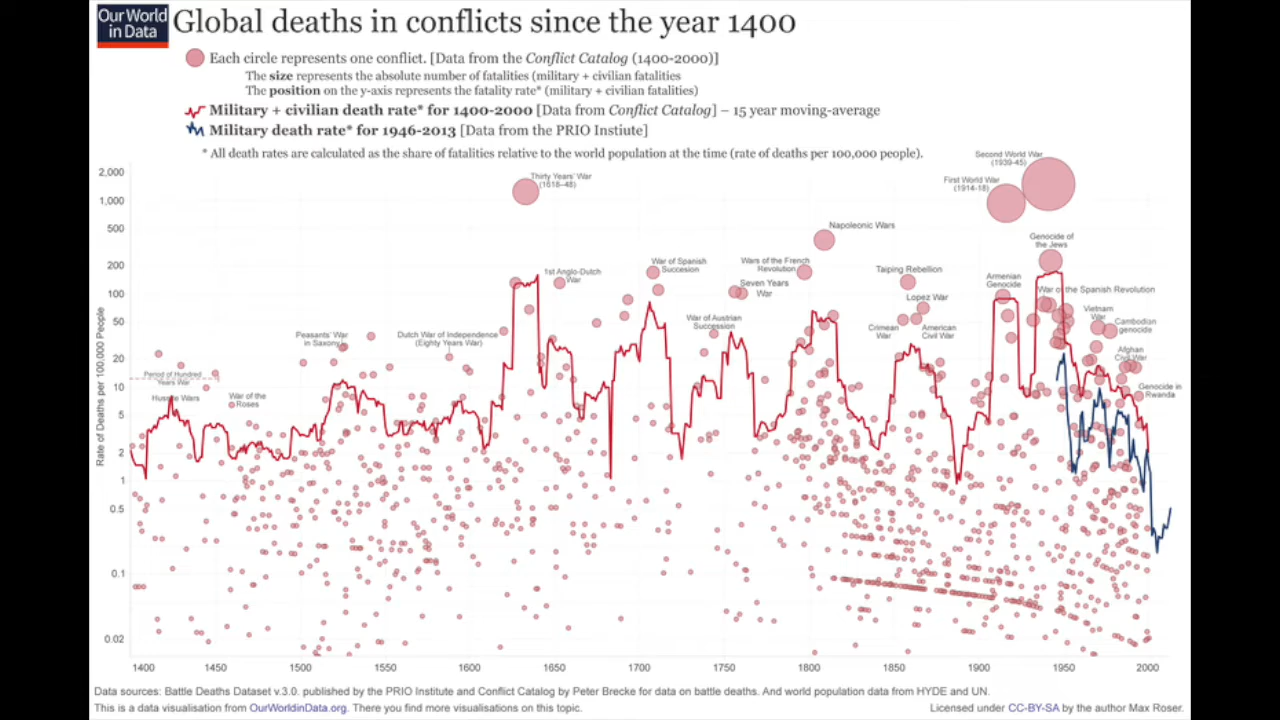 Our World
in Data
Global deaths in conflicts since the year 1400
Each circle represents one conflict. [Data from the Conflict Catalog (1400-2000)]
The size represents the absolute number of fatalities (military + civilian fatalities
The position on the y-axis represents the fatality rate* (military + civilian fatalities)
Military + civilian death rate* for 1400-2000 [Data from Conflict Catalog] – 15 year moving-average
Military death rate* for 1946-2013 [Data from the PRIO Instiute]
* All death rates are calculated as the share of fatalities relative to the world population at the time (rate of deaths per 100,000 people).
Second World War
(1939-45)
First World War
(1914-18)
Thirty Years' War
(1618–48)
Napoleonic Wars
Genocide of
the Jews
War of Spanish
Succesion
Wars of the French
Revolution
1st Anglo-Dutch
War
Taiping Rebellion
Seven Years
War
Armenian
Genocide
War of the Spanish Revolution
Lopez War
Vietnam
War
War of Austrian
Succession
Crimean
War
American
Civil War
Cambodian
genocide
Peasants' War
in Saxony
Dutch War of Independence
(Eighty Years War)
Afghan
Civil War
Period of Hundred
Years War
Hussite Wars
War of the
Roses
Genocide in
Rwanda
Rate of Deaths per 100.000 People
2,000
1,000
500
200
100
50
20
10
5
2
1
0.5
0.1
0.02
1400 1450 1500 1550 1600 1650 1700 1750 1800 1850 1900 1950 2000
Data sources: Battle Deaths Dataset v.3.0. published by the PRIO Institute and Conflict Catalog by Peter Brecke for data on battle deaths. And world population data from HYDE and UN.
This is a data visualisation from OurWorldinData.org. There you find more visualisations on this topic.
Licensed under CC-BY-SA by the author Max Roser.